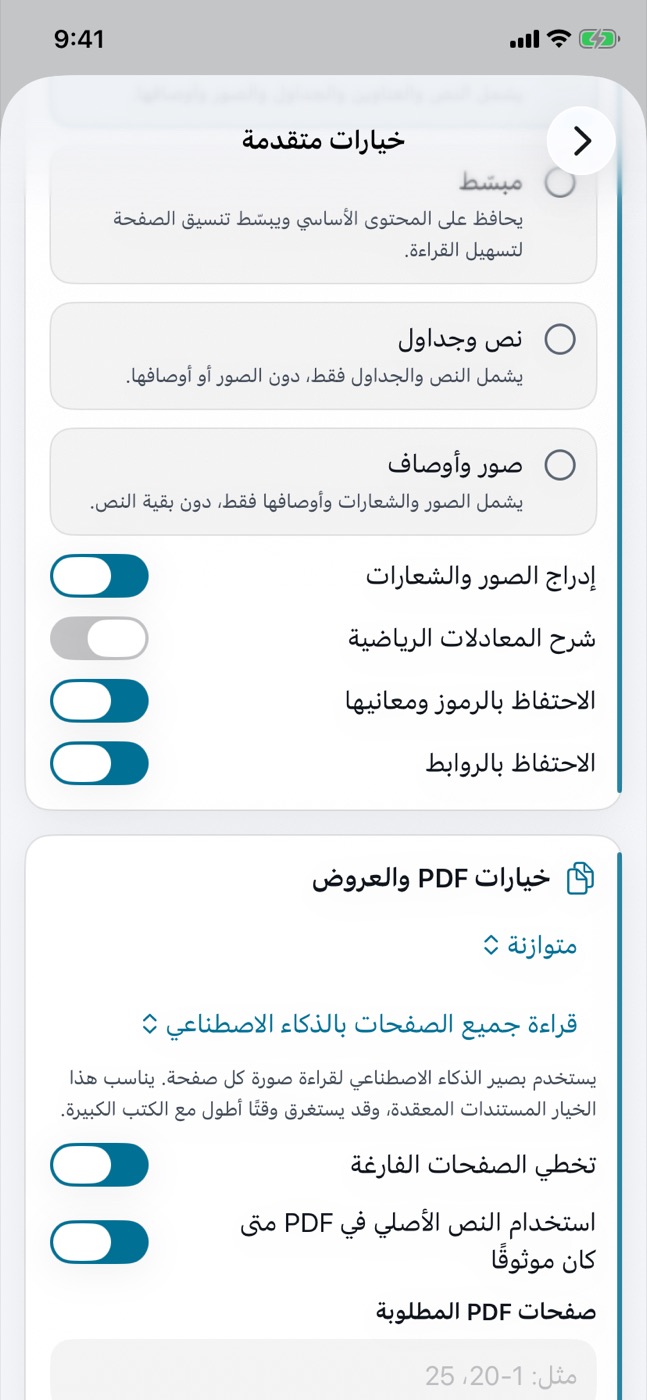 9:41
خيارات متقدمة
مبسّط
يحافظ على المحتوى الأساسي ويبسّط تنسيق الصفحة
لتسهيل القراءة.
نص وجداول
يشمل النص والجداول فقط، دون الصور أو أوصافها.
صور وأوصاف
يشمل الصور والشعارات وأوصافها فقط، دون بقية النص.
إدراج الصور والشعارات
شرح المعادلات الرياضية
الاحتفاظ بالرموز ومعانيها
الاحتفاظ بالروابط
خيارات PDF والعروض
متوازنة
قراءة جميع الصفحات بالذكاء الاصطناعي
يستخدم بصير الذكاء الاصطناعي لقراءة صورة كل صفحة. يناسب هذا
الخيار المستندات المعقدة، وقد يستغرق وقتًا أطول مع الكتب الكبيرة.
تخطي الصفحات الفارغة
استخدام النص الأصلي في PDF متى
كان موثوقًا
صفحات PDF المطلوبة
مثل: 1-20، 25